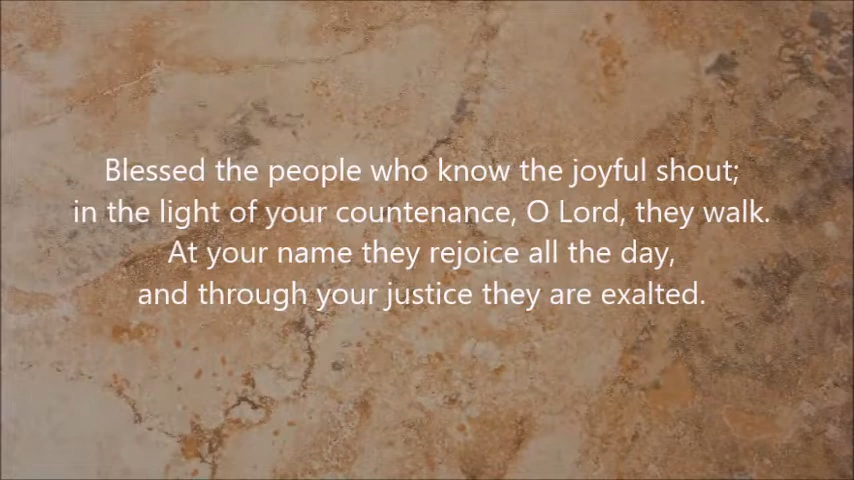 Blessed the people who know the joyful shout;
in the light of your countenance, O Lord, they walk.
At your name they rejoice all the day,
and through your justice they are exalted.